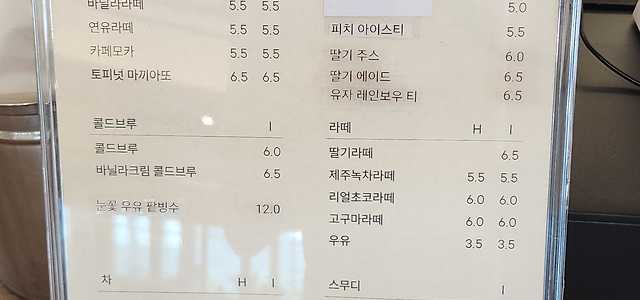 바닐라라떼 5.5 5.5
연유라떼 5.5 5.5
카페모카 5.5 5.5
토피넛 마끼아또 6.5 6.5
콜드브루 I
콜드브루 6.0
바닐라크림 콜드브루 6.5
눈꽃 우유 팥빙수 12.0
차 H I
5.0
피치 아이스티 5.5
딸기 주스 6.0
딸기 에이드 6.5
유자 레인보우 티 6.5
라떼 H I
딸기라떼 6.5
제주녹차라떼 5.5 5.5
리얼초코라떼 6.0 6.0
고구마라떼 6.0 6.0
우유 3.5 3.5
스무디 I